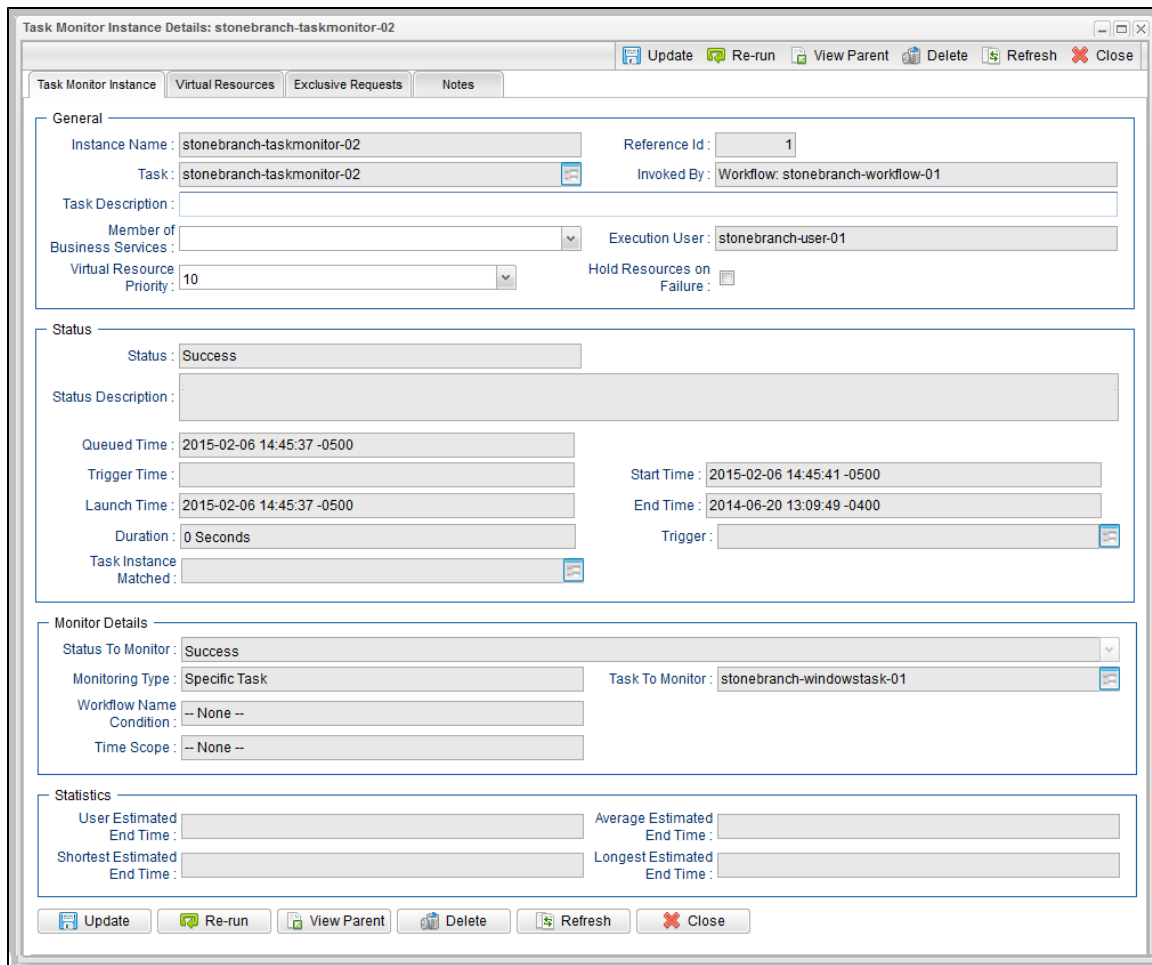 Task Monitor Instance Details: stonebranch-taskmonitor-02
Update Re-run View Parent Delete Refresh Close
Task Monitor Instance Virtual Resources Exclusive Requests Notes
General
Instance Name : stonebranch-taskmonitor-02 Reference Id : 1
Task : stonebranch-taskmonitor-02 Invoked By : Workflow: stonebranch-workflow-01
Task Description :
Member of
Business Services : Execution User : stonebranch-user-01
Virtual Resource
Priority : 10 Hold Resources on
Failure :
Status
Status : Success
Status Description :
Queued Time : 2015-02-06 14:45:37 -0500
Trigger Time : Start Time : 2015-02-06 14:45:41 -0500
Launch Time : 2015-02-06 14:45:37 -0500 End Time : 2014-06-20 13:09:49 -0400
Duration : 0 Seconds Trigger :
Task Instance
Matched :
Monitor Details
Status To Monitor : Success
Monitoring Type : Specific Task Task To Monitor : stonebranch-windowstask-01
Workflow Name
Condition : -- None --
Time Scope : -- None --
Statistics
User Estimated
End Time : Average Estimated
End Time :
Shortest Estimated
End Time : Longest Estimated
End Time :
Update Re-run View Parent Delete Refresh Close